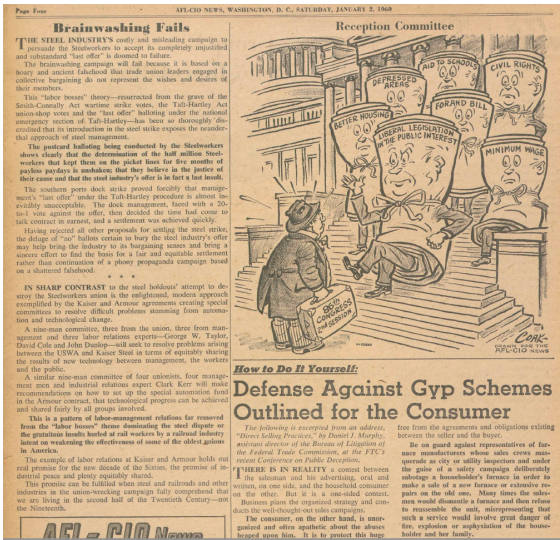 Page Four
AFL-CIO NEWS, WASHINGTON, D. C., SATURDAY, JANUARY 2, 1960
Brainwashing Fails
THE STEEL INDUSTRY'S costly and misleading campaign to
persuade the Steelworkers to accept its completely unjustified
and substandard "last offer" is doomed to failure.
The brainwashing campaign will fail because it is based on a
hoary and ancient falsehood that trade union leaders engaged in
collective bargaining do not represent the wishes and desires of
their members.
This "labor bosses" theory—resurrected from the grave of the
Smith-Connally Act wartime strike votes, the Taft-Hartley Act
union-shop votes and the "last offer" balloting under the national
emergency section of Taft-Hartley—has been so thoroughly dis-
credited that its introduction in the steel strike exposes the neander-
thal approach of steel management.
The postcard balloting being conducted by the Steelworkers
shows clearly that the determination of the half million Steel-
workers that kept them on the picket lines for five months of
payless paydays is unshaken; that they believe in the justice of
their cause and that the steel industry's offer is in fact a last insult.
The southern ports dock strike proved forcibly that manage-
ment's "last offer" under the Taft-Hartley procedure is almost in-
evitably unacceptable. The dock management, faced with a 20-
to-1 vote against the offer, then decided the time had come to
talk contract in earnest, and a settlement was achieved quickly.
Having rejected all other proposals for settling the steel strike,
the deluge of "no" ballots certain to bury the steel industry's offer
may help bring the industry to its bargaining senses and bring a
sincere effort to find the basis for a fair and equitable settlement
rather than continuation of a phony propaganda campaign based
on a shattered falsehood.
* * *
IN SHARP CONTRAST to the steel holdouts' attempt to de-
stroy the Steelworkers union is the enlightened, modern approach
exemplified by the Kaiser and Armour agreements creating special
committees to resolve difficult problems stemming from automa-
tion and technological change.
A nine-man committee, three from the union, three from man-
agement and three labor relations experts—George W. Taylor,
David Cole and John Dunlop—will seek to resolve problems arising
between the USWA and Kaiser Steel in terms of equitably sharing
the results of new technology between management, the workers
and the public.
A similar nine-man committee of four unionists, four manage-
ment men and industrial relations expert Clark Kerr will make
recommendations on how to set up the special automation fund
in the Armour contract, that technological progress can be achieved
and shared fairly by all groups involved.
This is a pattern of labor-management relations far removed
from the "labor bosses" theme dominating the steel dispute or
the gratuitous insults hurled at rail workers by a railroad industry
intent on weakening the effectiveness of some of the oldest unions
in America.
The example of labor relations at Kaiser and Armour holds out
real promise for the new decade of the Sixties, the promise of in-
dustrial peace and plenty equitably shared.
This promise can be fulfilled when steel and railroads and other
industries in the union-wrecking campaign fully comprehend that
we are living in the second half of the Twentieth Century—not
the Nineteenth.
AFL-CIO News
Reception Committee
DEPRESSED AREAS
AID TO SCHOOLS
CIVIL RIGHTS
BETTER HOUSING
FORAND BILL
LIBERAL LEGISLATION IN THE PUBLIC INTEREST
MINIMUM WAGE
86TH CONGRESS 2ND SESSION
DRAWN FOR THE
AFL-CIO NEWS
How to Do It Yourself:
Defense Against Gyp Schemes
Outlined for the Consumer
The following is excerpted from an address,
"Direct Selling Practices," by Daniel J. Murphy,
assistant director of the Bureau of Litigation of
the Federal Trade Commission, at the FTC's
recent Conference on Public Deception.
THERE IS IN REALITY a contest between
the salesman and his advertising, oral and
written, on one side, and the household consumer
on the other. But it is a one-sided contest.
Business plans the organized strategy and con-
ducts the well-thought-out sales campaigns.
The consumer, on the other hand, is unor-
ganized and often apathetic about the abuses
heaped upon him. It is to protect this huge
free from the agreements and obligations existing
between the seller and the buyer.
Be on guard against representatives of fur-
nace manufacturers whose sales crews mas-
querade as city or utility inspectors and under
the guise of a safety campaign deliberately
sabotage a householder's furnace in order to
make a sale of a new furnace or extensive re-
pairs on the old one. Many times the sales-
men would dismantle a furnace and then refuse
to reassemble the unit, misrepresenting that
such a service would involve great danger of
fire, explosion or asphyxiation of the house-
holder and her family.